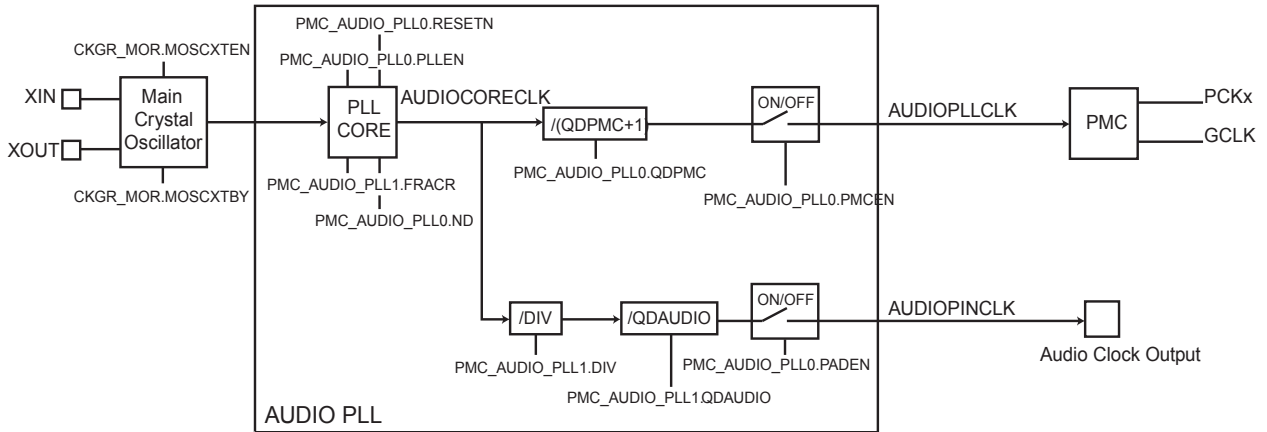 PMC_AUDIO_PLL0.RESETN
CKGR_MOR.MOSCXTEN
PMC_AUDIO_PLL0.PLLEN
XIN
XOUT
Main
Crystal
Oscillator
PLL
CORE
AUDIOCORECLK
/(QDPMC+1)
ON/OFF
AUDIOPLLCLK
PMC
PCKx
GCLK
CKGR_MOR.MOSCXTBY
PMC_AUDIO_PLL1.FRACR
PMC_AUDIO_PLL0.ND
PMC_AUDIO_PLL0.QDPMC
PMC_AUDIO_PLL0.PMCEN
/DIV
/QDAUDIO
ON/OFF
AUDIOPINCLK
Audio Clock Output
PMC_AUDIO_PLL1.DIV
PMC_AUDIO_PLL0.PADEN
PMC_AUDIO_PLL1.QDAUDIO
AUDIO PLL